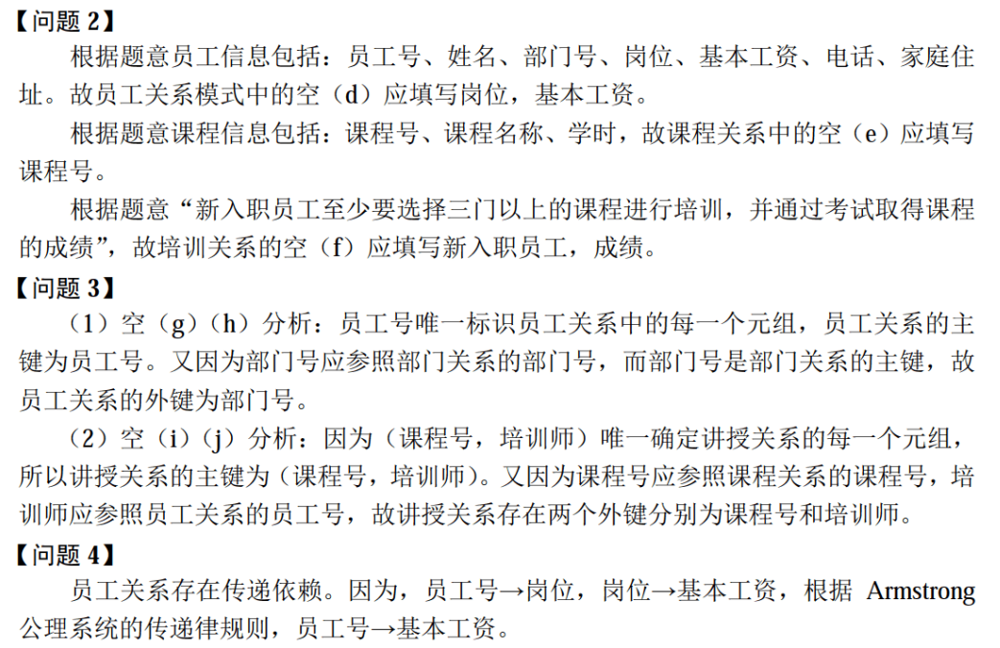 【问题 2】
根据题意员工信息包括：员工号、姓名、部门号、岗位、基本工资、电话、家庭住
址。故员工关系模式中的空（d）应填写岗位，基本工资。
根据题意课程信息包括：课程号、课程名称、学时，故课程关系中的空（e）应填写
课程号。
根据题意“新入职员工至少要选择三门以上的课程进行培训，并通过考试取得课程
的成绩”，故培训关系的空（f）应填写新入职员工，成绩。
【问题 3】
（1）空（g）（h）分析：员工号唯一标识员工关系中的每一个元组，员工关系的主
键为员工号。又因为部门号应参照部门关系的部门号，而部门号是部门关系的主键，故
员工关系的外键为部门号。
（2）空（i）（j）分析：因为（课程号，培训师）唯一确定讲授关系的每一个元组，
所以讲授关系的主键为（课程号，培训师）。又因为课程号应参照课程关系的课程号，培
训师应参照员工关系的员工号，故讲授关系存在两个外键分别为课程号和培训师。
【问题 4】
员工关系存在传递依赖。因为，员工号→岗位，岗位→基本工资，根据 Armstrong
公理系统的传递律规则，员工号→基本工资。